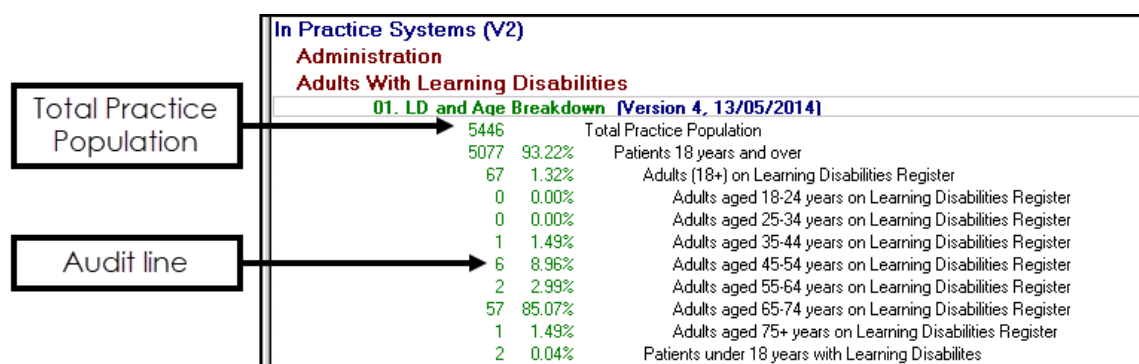 In Practice Systems (V2)
Administration
Adults With Learning Disabilities
01. LD and Age Breakdown (Version 4, 13/05/2014)
Total Practice
Population
5446 Total Practice Population
5077 93.22% Patients 18 years and over
67 1.32% Adults (18+) on Learning Disabilities Register
0 0.00% Adults aged 18-24 years on Learning Disabilities Register
0 0.00% Adults aged 25-34 years on Learning Disabilities Register
1 1.49% Adults aged 35-44 years on Learning Disabilities Register
Audit line
6 8.96% Adults aged 45-54 years on Learning Disabilities Register
2 2.99% Adults aged 55-64 years on Learning Disabilities Register
57 85.07% Adults aged 65-74 years on Learning Disabilities Register
1 1.49% Adults aged 75+ years on Learning Disabilities Register
2 0.04% Patients under 18 years with Learning Disabilites